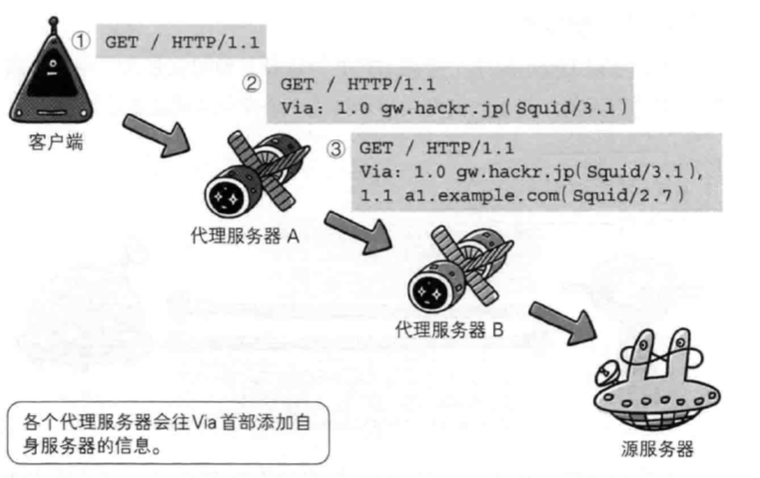 ① GET / HTTP/1.1
② GET / HTTP/1.1
Via: 1.0 gw.hackr.jp(Squid/3.1)
③ GET / HTTP/1.1
Via: 1.0 gw.hackr.jp(Squid/3.1),
1.1 a1.example.com(Squid/2.7)
客户端
代理服务器 A
代理服务器 B
源服务器
各个代理服务器会往Via首部添加自
身服务器的信息。